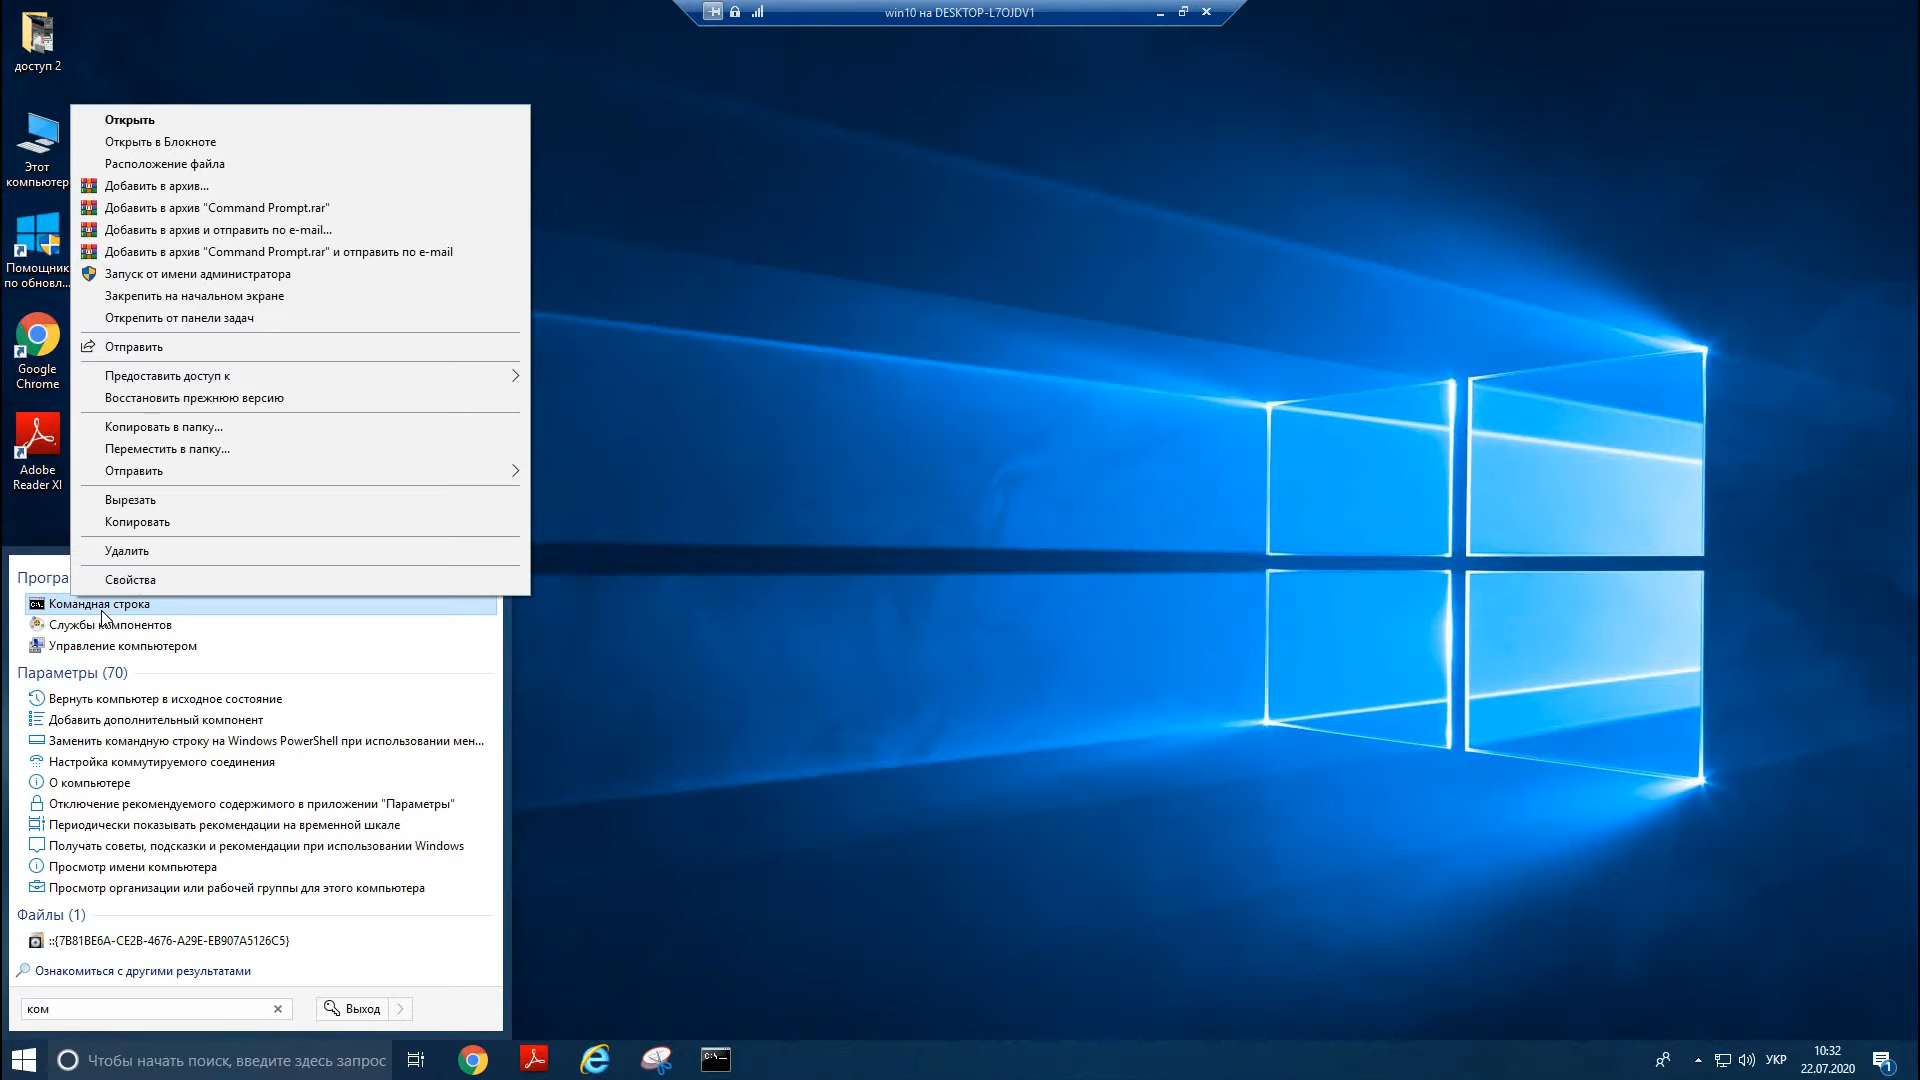 win10 на DESKTOP-L7OJDV1
доступ 2
Этот
компьютер
Помощник
по обновл...
Google
Chrome
Adobe
Reader XI
Открыть
Открыть в Блокноте
Расположение файла
Добавить в архив...
Добавить в архив "Command Prompt.rar"
Добавить в архив и отправить по e-mail...
Добавить в архив "Command Prompt.rar" и отправить по e-mail
Запуск от имени администратора
Закрепить на начальном экране
Открепить от панели задач
Отправить
Предоставить доступ к
Восстановить прежнюю версию
Копировать в папку...
Переместить в папку...
Отправить
Вырезать
Копировать
Удалить
Свойства
Програ
Командная строка
Службы компонентов
Управление компьютером
Параметры (70)
Вернуть компьютер в исходное состояние
Добавить дополнительный компонент
Заменить командную строку на Windows PowerShell при использовании мен...
Настройка коммутируемого соединения
О компьютере
Отключение рекомендуемого содержимого в приложении "Параметры"
Периодически показывать рекомендации на временной шкале
Получать советы, подсказки и рекомендации при использовании Windows
Просмотр имени компьютера
Просмотр организации или рабочей группы для этого компьютера
Файлы (1)
::{7B81BE6A-CE2B-4676-A29E-EB907A5126C5}
Ознакомиться с другими результатами
ком
Выход
Чтобы начать поиск, введите здесь запрос
УКР
10:32
22.07.2020
1